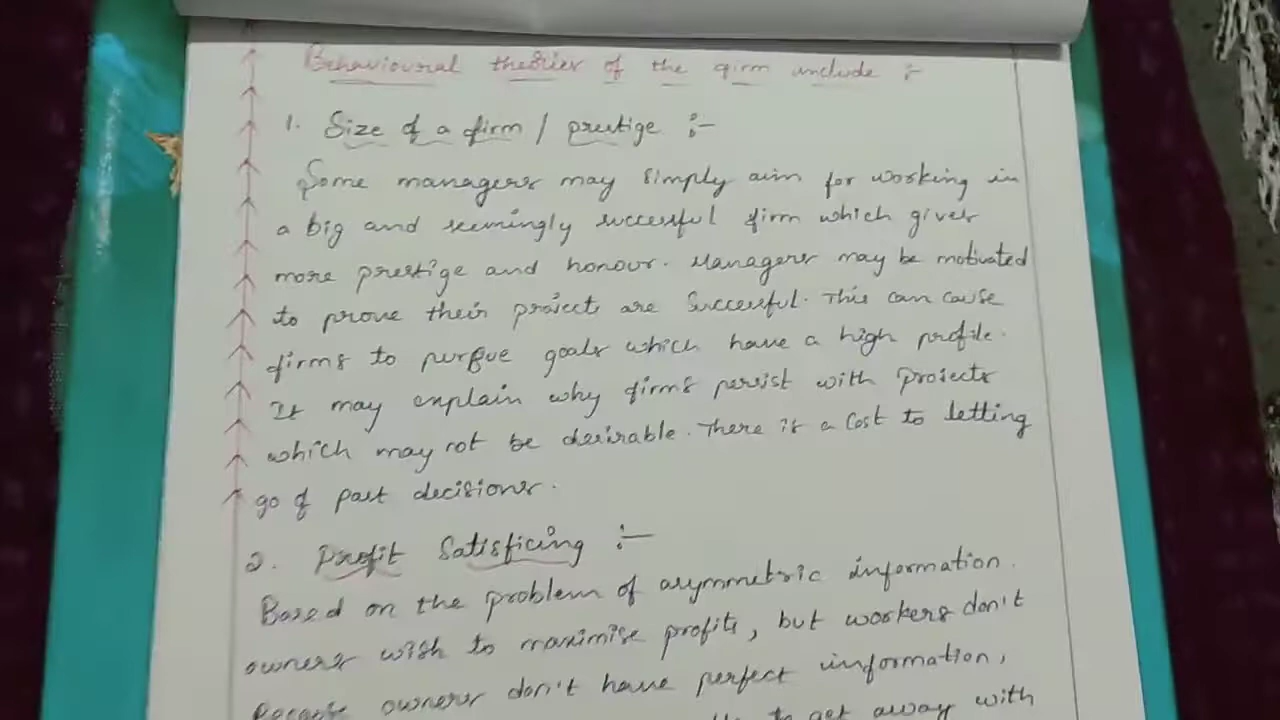 Behavioural theories of the firm include :-
1. Size of a firm / prestige :-
Some managers may simply aim for working in
a big and seemingly successful firm which gives
more prestige and honour. Managers may be motivated
to prove their projects are successful. This can cause
firms to pursue goals which have a high profile.
It may explain why firms persist with projects
which may not be desirable. There is a cost to letting
go of past decisions.
2. Profit Satisficing :-
Based on the problem of asymmetric information.
owners wish to maximise profits, but workers don't
Because owners don't have perfect information,
to get away with